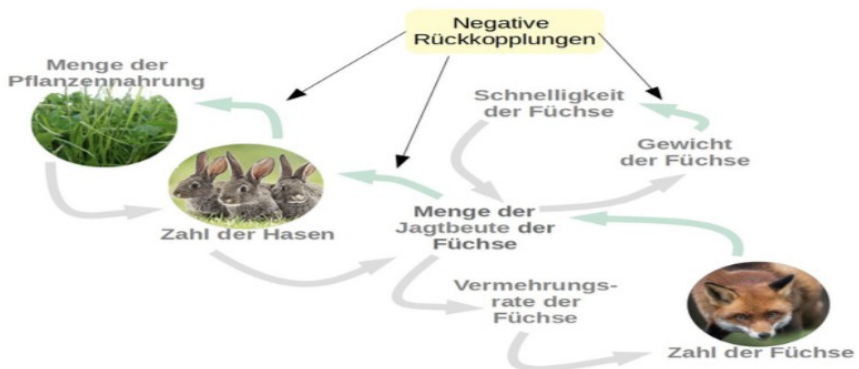 Negative
Rückkopplungen
Menge der
Pflanzennahrung
Schnelligkeit
der Füchse
Gewicht
der Füchse
Zahl der Hasen
Menge der
Jagtbeute der
Füchse
Vermehrungs-
rate der
Füchse
Zahl der Füchse